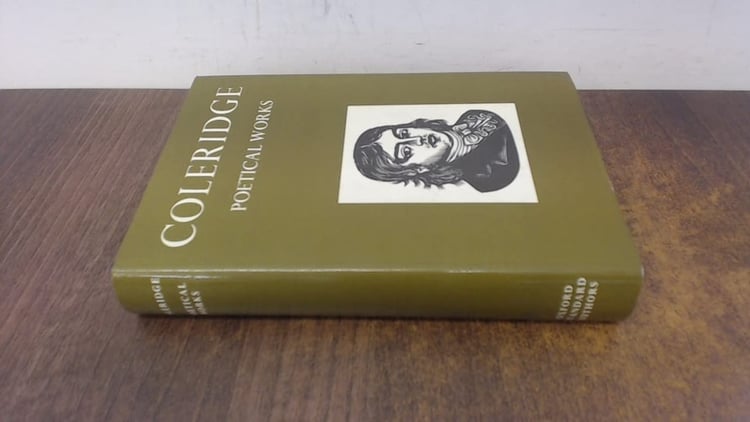 COLERIDGE
POETICAL WORKS
COLERIDGE
POETICAL
WORKS
OXFORD
STANDARD
AUTHORS